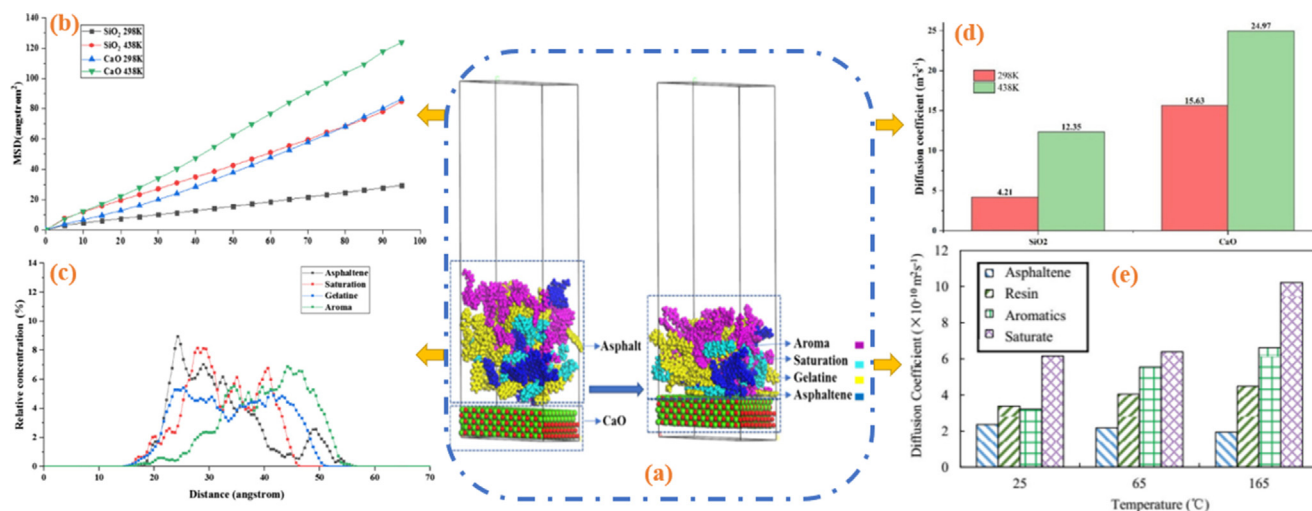 (b)
140
120
100
80
60
40
20
0
MSD(angstrom²)
SiO₂ 298K
SiO₂ 438K
CaO 298K
CaO 438K
0 10 20 30 40 50 60 70 80 90 100
(c)
14
12
10
8
6
4
2
0
Relative concentration (%)
Asphaltene
Saturation
Gelatine
Aroma
0 10 20 30 40 50 60 70
Distance (angstrom)
Asphalt
CaO
Aroma
Saturation
Gelatine
Asphaltene
(a)
(d)
25
20
15
10
5
0
Diffusion coefficient (m²s⁻¹)
298K
438K
4.21
12.35
15.63
24.97
SiO2 CaO
(e)
12
10
8
6
4
2
0
Diffusion Coefficient (×10⁻¹⁰ m²s⁻¹)
Asphaltene
Resin
Aromatics
Saturate
25 65 165
Temperature (℃)